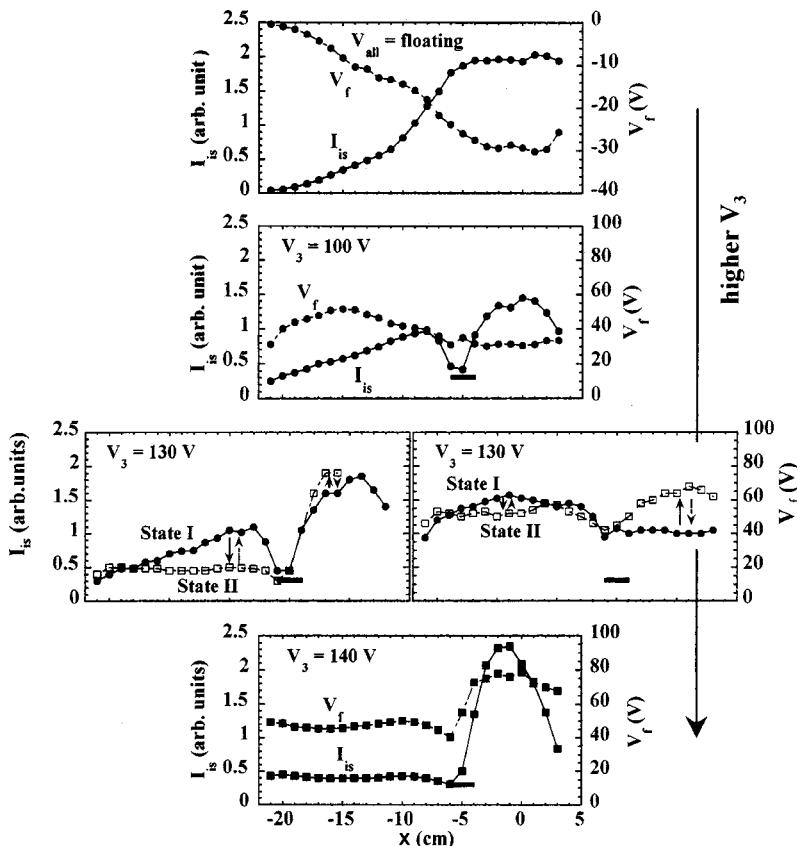 V_all = floating
V_f
I_is
I_is (arb. unit)
2.5
2
1.5
1
0.5
0
0
-10
-20
-30
-40
V_f (V)
V_3 = 100 V
V_f
I_is
I_is (arb. unit)
2.5
2
1.5
1
0.5
0
100
80
60
40
20
0
V_f (V)
higher V_3
V_3 = 130 V
State I
State II
I_is (arb.units)
2.5
2
1.5
1
0.5
0
V_3 = 130 V
State I
State II
100
80
60
40
20
0
V_f (V)
V_3 = 140 V
V_f
I_is
I_is (arb. units)
2.5
2
1.5
1
0.5
0
100
80
60
40
20
0
V_f (V)
-20 -15 -10 -5 0 5
X (cm)